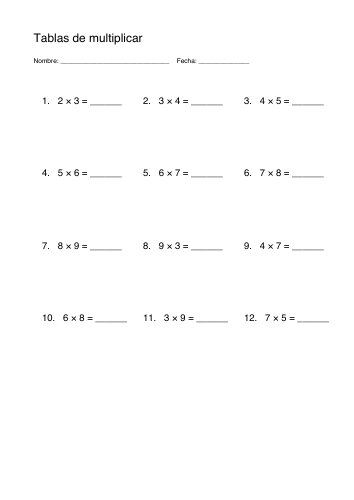 Tablas de multiplicar
Nombre: ________________________________ Fecha: _______________
1. 2 × 3 = ______ 2. 3 × 4 = ______ 3. 4 × 5 = ______
4. 5 × 6 = ______ 5. 6 × 7 = ______ 6. 7 × 8 = ______
7. 8 × 9 = ______ 8. 9 × 3 = ______ 9. 4 × 7 = ______
10. 6 × 8 = ______ 11. 3 × 9 = ______ 12. 7 × 5 = ______